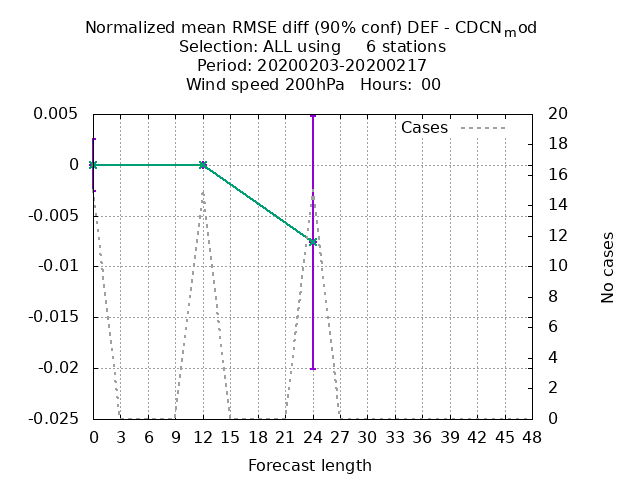 Normalized mean RMSE diff (90% conf) DEF - CDCNmod
Selection: ALL using 6 stations
Period: 20200203-20200217
Wind speed 200hPa Hours: 00
Cases
0.005
0
-0.005
-0.01
-0.015
-0.02
-0.025
20
18
16
14
12
10
8
6
4
2
0
No cases
0 3 6 9 12 15 18 21 24 27 30 33 36 39 42 45 48
Forecast length